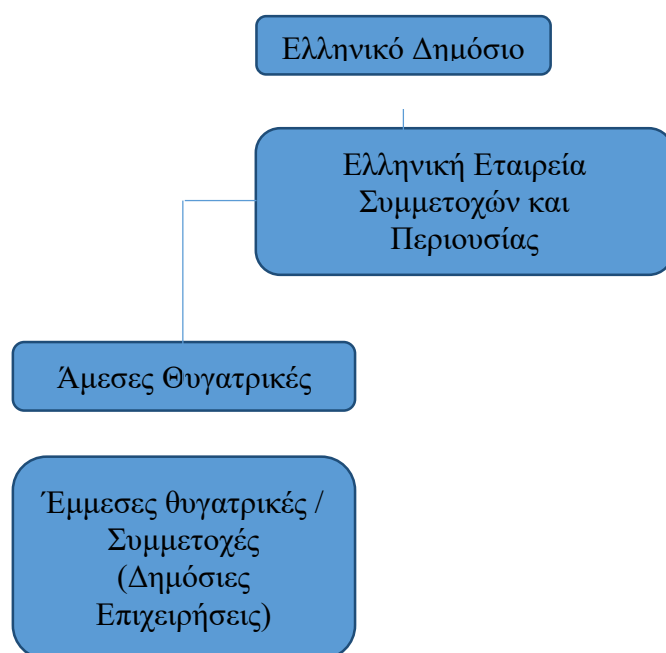 Ελληνικό Δημόσιο
Ελληνική Εταιρεία
Συμμετοχών και
Περιουσίας
Άμεσες Θυγατρικές
Έμμεσες θυγατρικές /
Συμμετοχές
(Δημόσιες
Επιχειρήσεις)